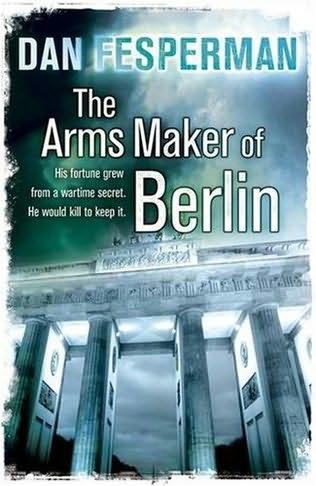 DAN FESPERMAN
The
Arms Maker of
His fortune grew
from a wartime secret.
He would kill to keep it.
Berlin